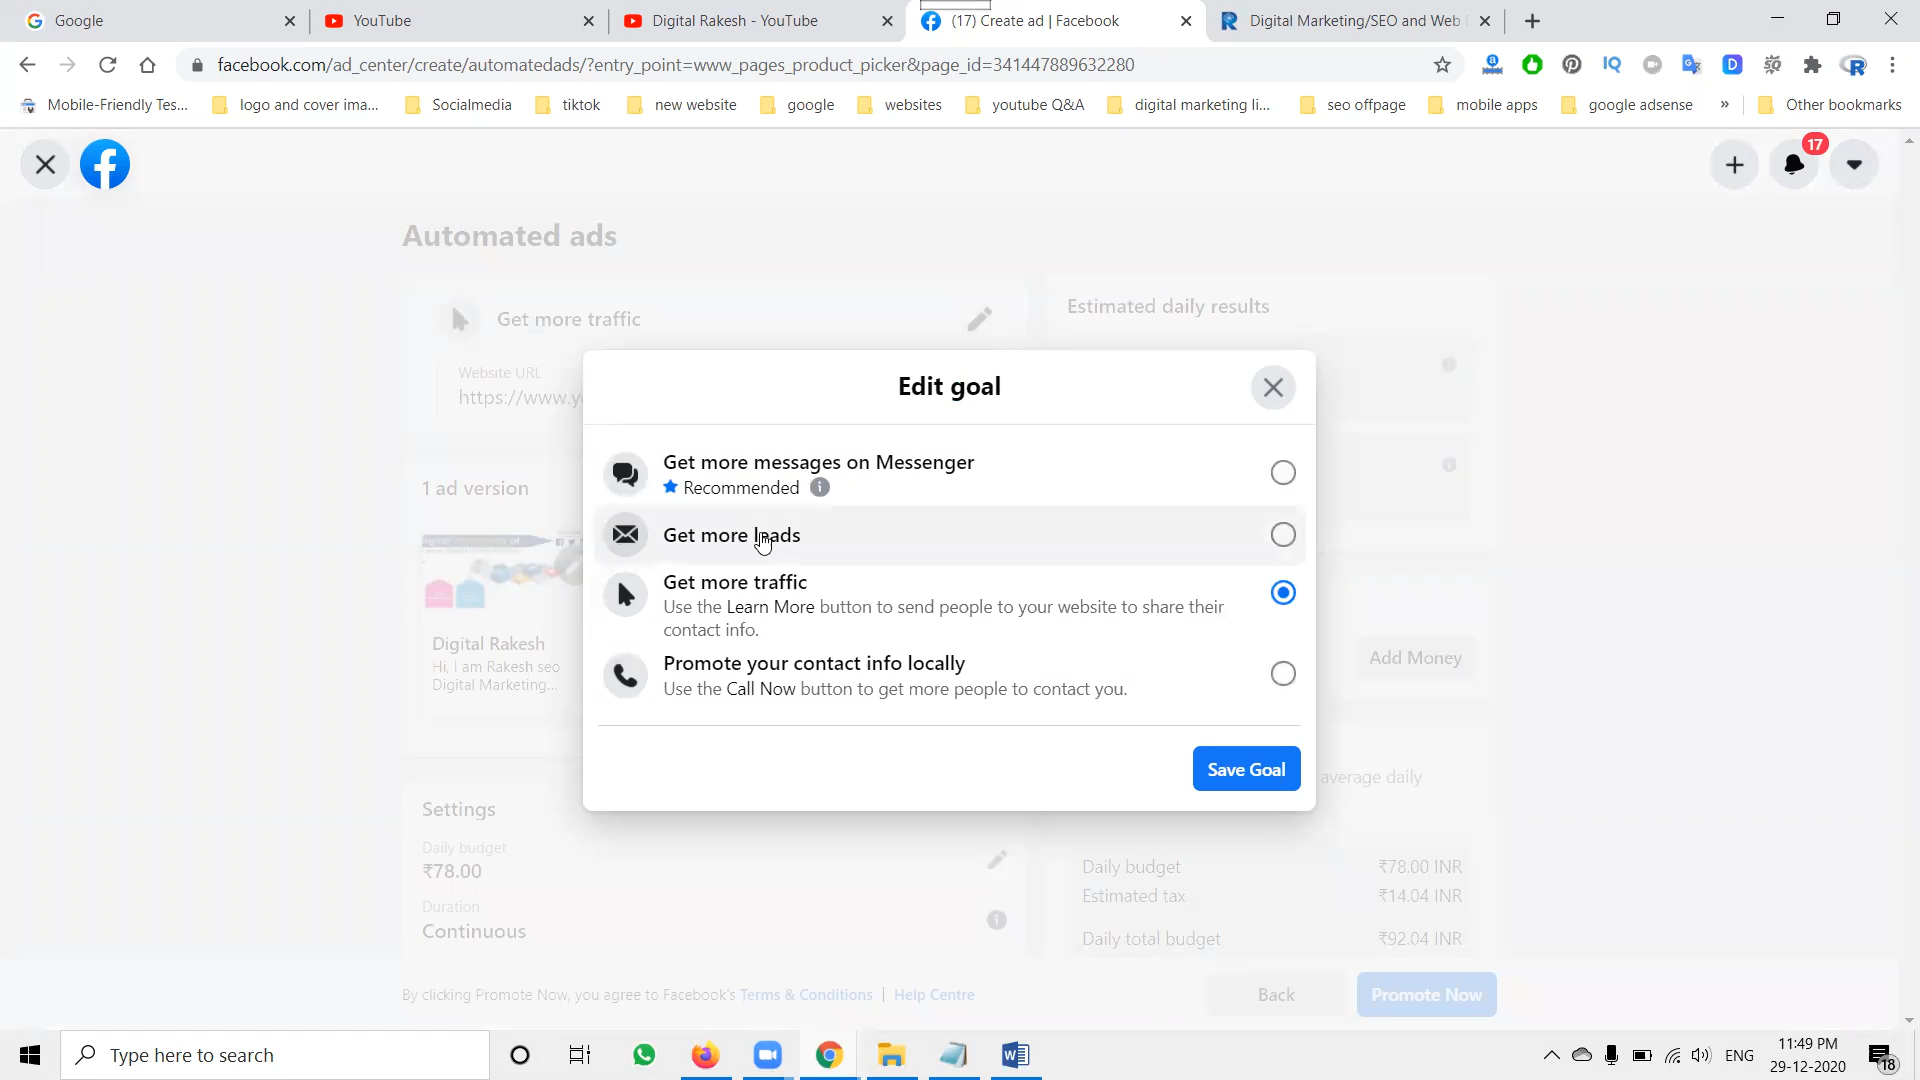 Google
YouTube
Digital Rakesh - YouTube
(17) Create ad | Facebook
Digital Marketing/SEO and Web
facebook.com/ad_center/create/automatedads/?entry_point=www_pages_product_picker&page_id=341447889632280
Mobile-Friendly Tes...
logo and cover ima...
Socialmedia
tiktok
new website
google
websites
youtube Q&A
digital marketing li...
seo offpage
mobile apps
google adsense
»
Other bookmarks
17
Automated ads
Get more traffic
Website URL
https://www.y
Estimated daily results
Edit goal
Get more messages on Messenger
Recommended
Get more leads
Get more traffic
Use the Learn More button to send people to your website to share their
contact info.
Promote your contact info locally
Use the Call Now button to get more people to contact you.
Save Goal
1 ad version
Digital Rakesh
Hi, I am Rakesh seo
Digital Marketing...
Add Money
average daily
Settings
Daily budget
₹78.00
Duration
Continuous
Daily budget ₹78.00 INR
Estimated tax ₹14.04 INR
Daily total budget ₹92.04 INR
By clicking Promote Now, you agree to Facebook's Terms & Conditions | Help Centre
Back
Promote Now
Type here to search
ENG
11:49 PM
29-12-2020
18